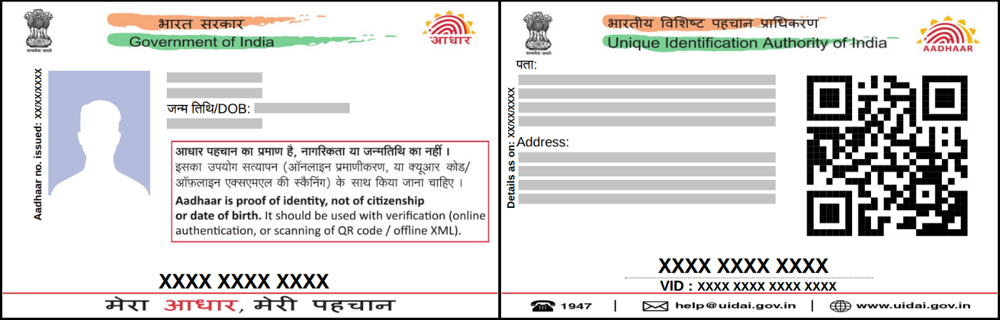 सत्यमेव जयते
भारत सरकार
Government of India
आधार
Aadhaar no. issued: XX/XX/XXXX
जन्म तिथि/DOB:
आधार पहचान का प्रमाण है, नागरिकता या जन्मतिथि का नहीं ।
इसका उपयोग सत्यापन (ऑनलाइन प्रमाणीकरण, या क्यूआर कोड/
ऑफ़लाइन एक्सएमएल की स्कैनिंग) के साथ किया जाना चाहिए ।
Aadhaar is proof of identity, not of citizenship
or date of birth. It should be used with verification (online
authentication, or scanning of QR code / offline XML).
XXXX XXXX XXXX
मेरा आधार, मेरी पहचान
सत्यमेव जयते
भारतीय विशिष्ट पहचान प्राधिकरण
Unique Identification Authority of India
AADHAAR
पता:
Details as on: XX/XX/XXXX
Address:
XXXX XXXX XXXX
VID : XXXX XXXX XXXX XXXX
1947 | help@uidai.gov.in | www.uidai.gov.in